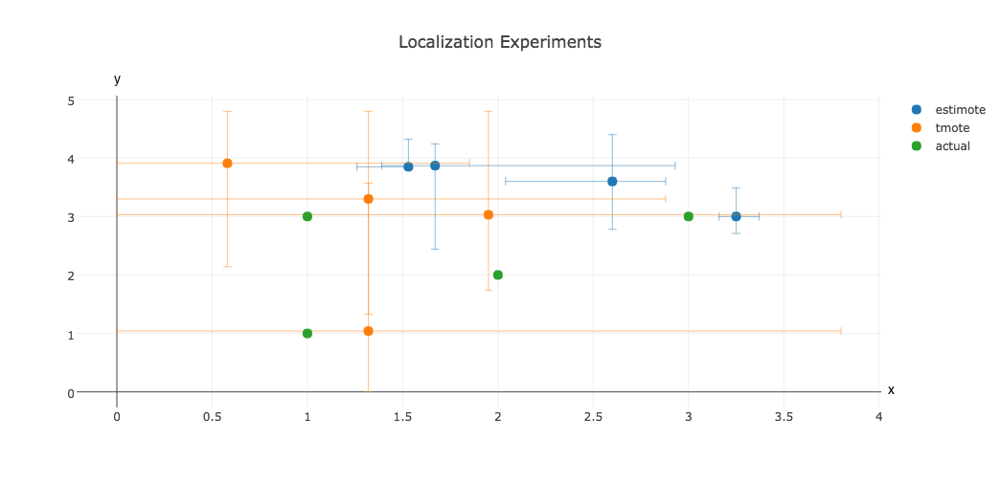 Localization Experiments
y
5
4
3
2
1
0
0 0.5 1 1.5 2 2.5 3 3.5 4
x
estimote
tmote
actual